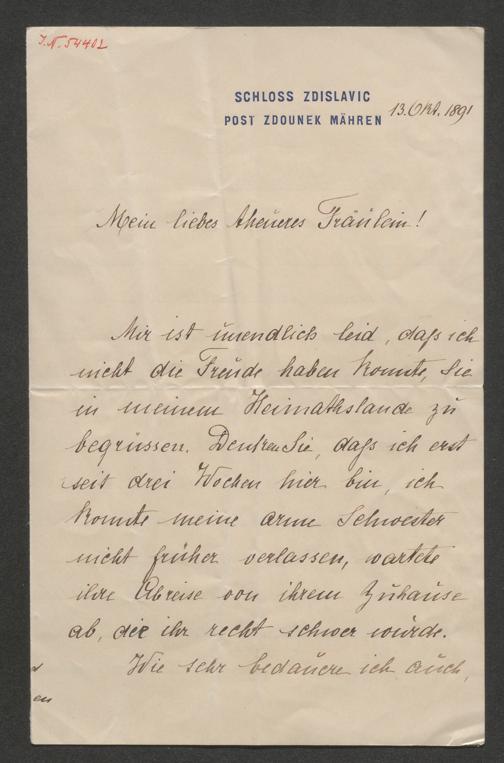 I.N. 54402
SCHLOSS ZDISLAVIC
POST ZDOUNEK MÄHREN
13. Okt. 1891
Mein liebes theueres Fräulein!
Mir ist unendlich leid, daß ich
nicht die Freude haben konnte, Sie
in meinem Heimathslande zu
begrüssen. Denken Sie, daß ich erst
seit drei Wochen hier bin, ich
konnte meine arme Schwester
nicht früher verlassen, wartete
ihre Abreise von ihrem Zuhause
ab, die ihr recht schwer wurde.
Wie sehr bedauere ich auch,
en